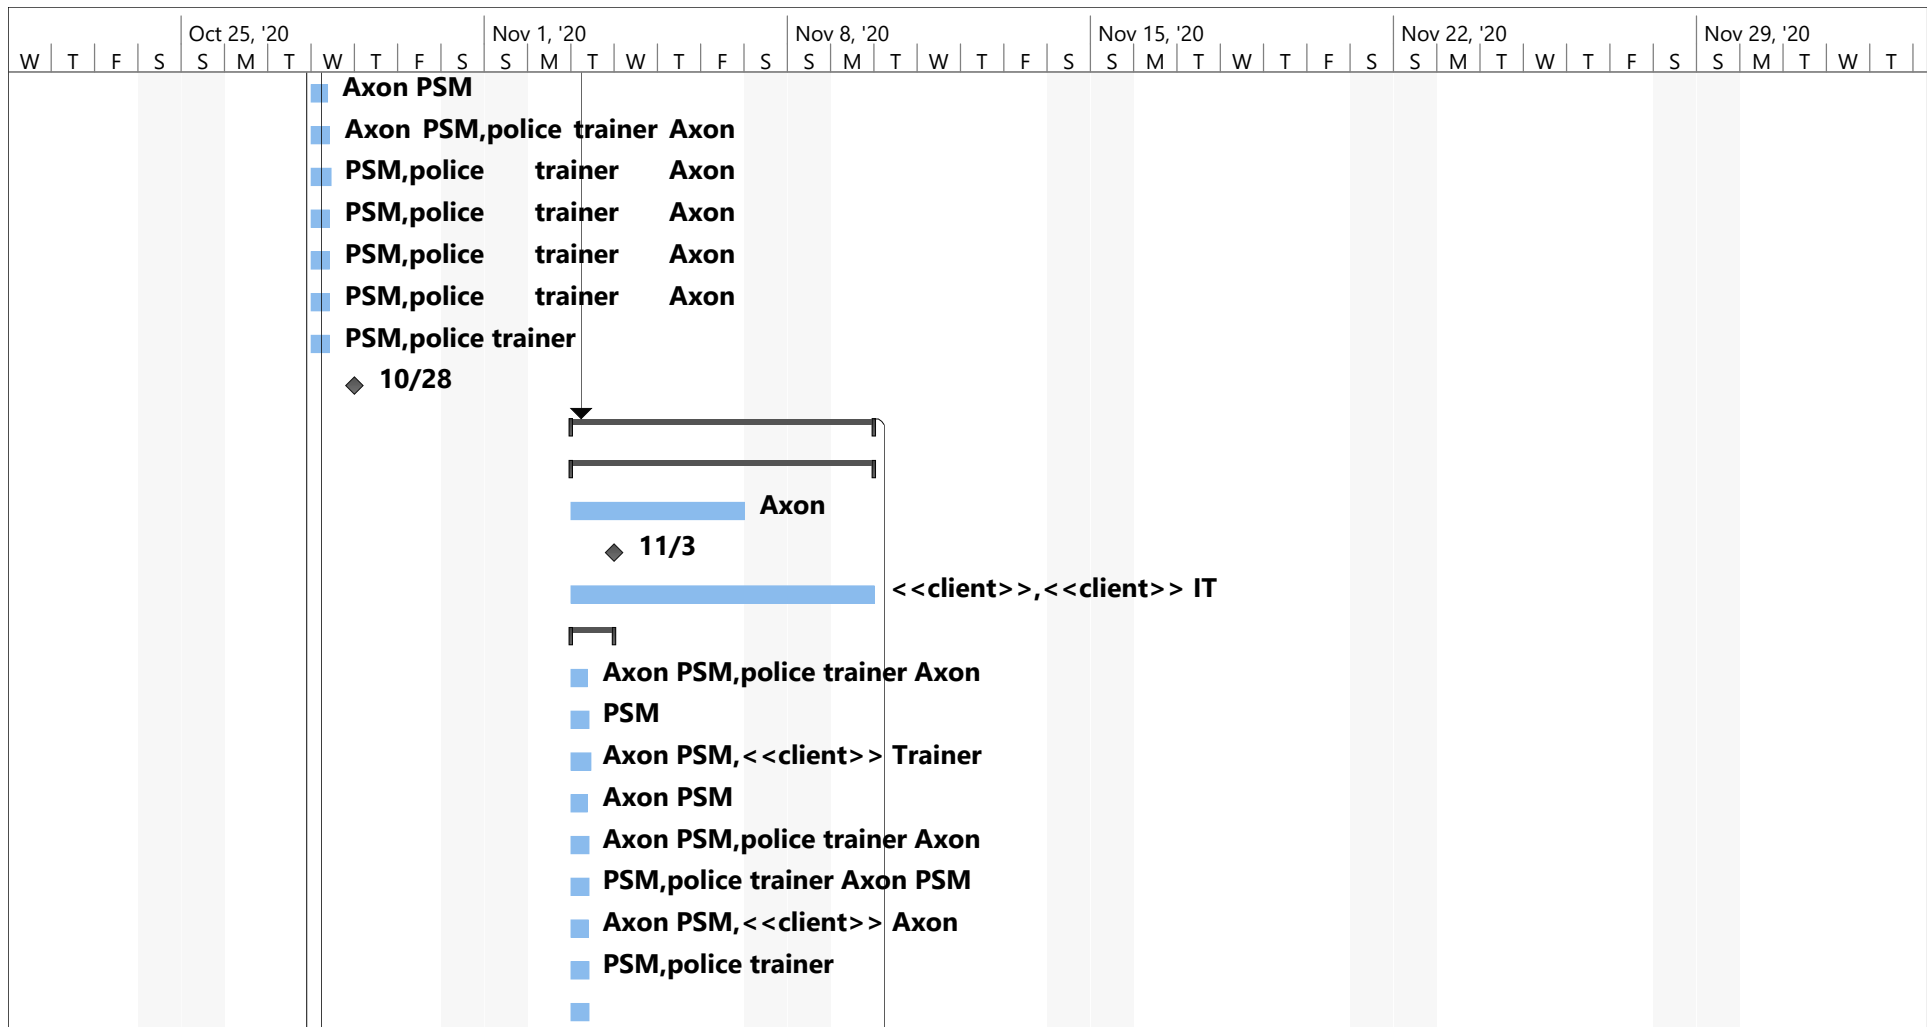 Oct 25, '20 Nov 1, '20 Nov 8, '20 Nov 15, '20 Nov 22, '20 Nov 29, '20
W T F S S M T W T F S S M T W T F S S M T W T F S S M T W T F S S M T W T F S S M T W T
Axon PSM
Axon PSM,police trainer Axon
PSM,police trainer Axon
PSM,police trainer Axon
PSM,police trainer Axon
PSM,police trainer Axon
PSM,police trainer
10/28
Axon
11/3
<<client>>,<<client>> IT
Axon PSM,police trainer Axon
PSM
Axon PSM,<<client>> Trainer
Axon PSM
Axon PSM,police trainer Axon
PSM,police trainer Axon PSM
Axon PSM,<<client>> Axon
PSM,police trainer